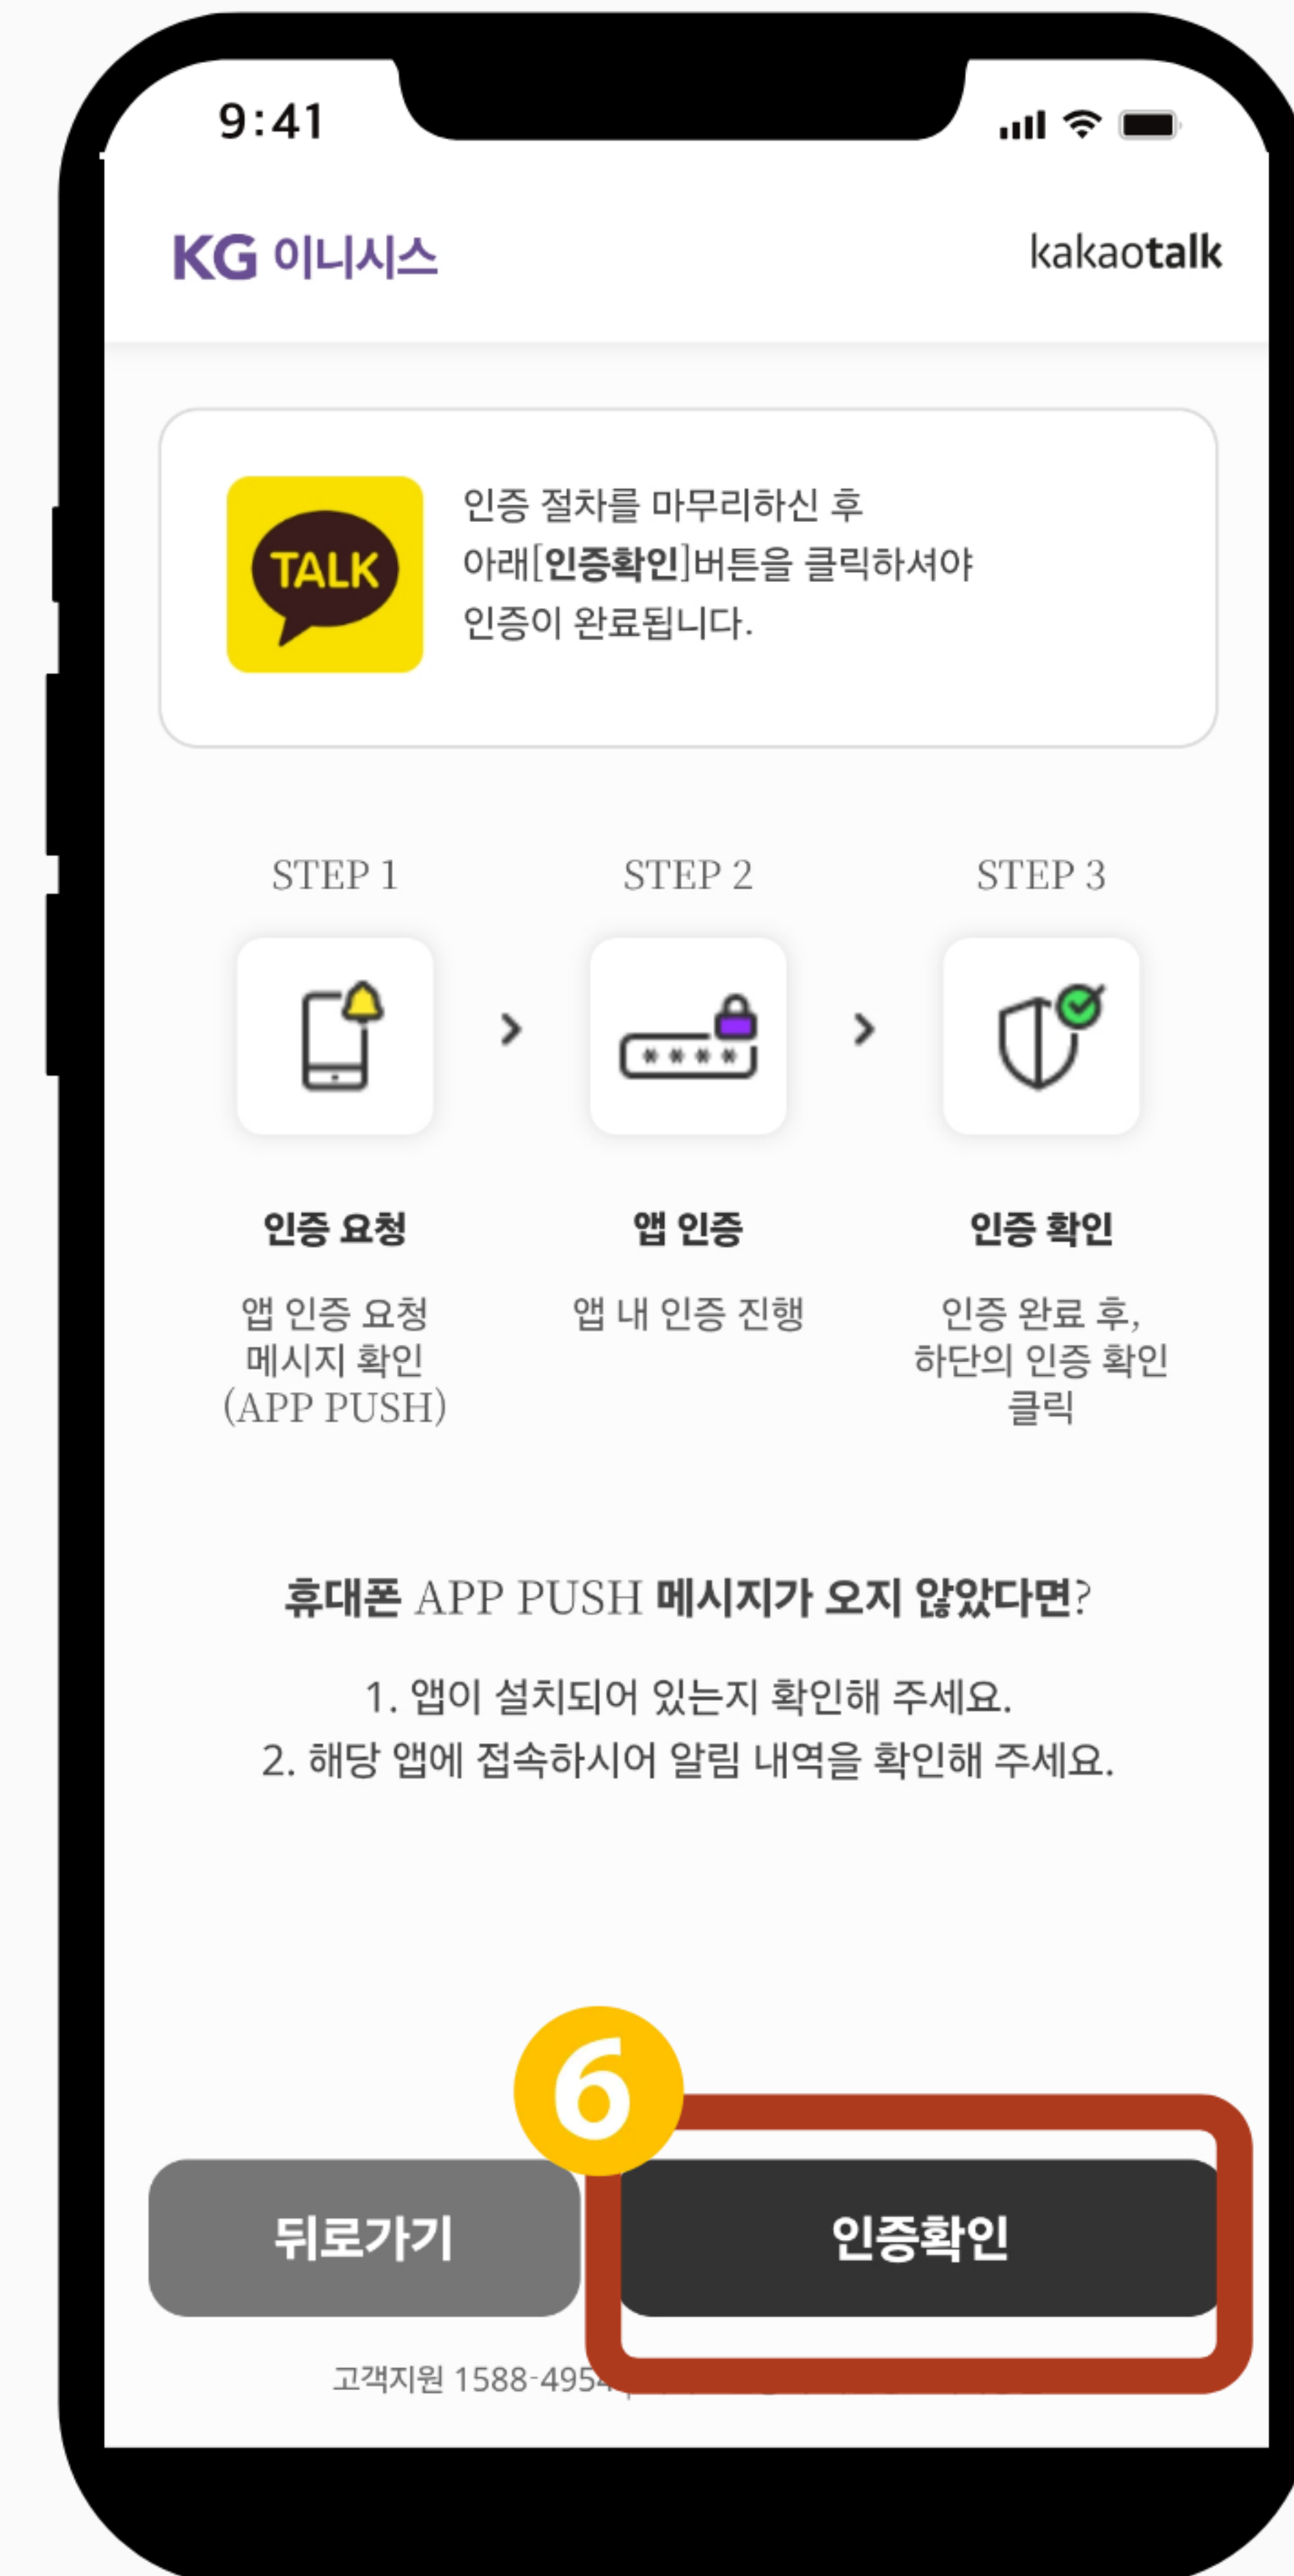 9:41
KG 이니시스
kakaotalk
TALK
인증 절차를 마무리하신 후
아래[인증확인]버튼을 클릭하셔야
인증이 완료됩니다.
STEP 1
STEP 2
STEP 3
****
인증 요청
앱 인증
인증 확인
앱 인증 요청
메시지 확인
(APP PUSH)
앱 내 인증 진행
인증 완료 후,
하단의 인증 확인
클릭
휴대폰 APP PUSH 메시지가 오지 않았다면?
1. 앱이 설치되어 있는지 확인해 주세요.
2. 해당 앱에 접속하시어 알림 내역을 확인해 주세요.
6
뒤로가기
인증확인
고객지원 1588-4954